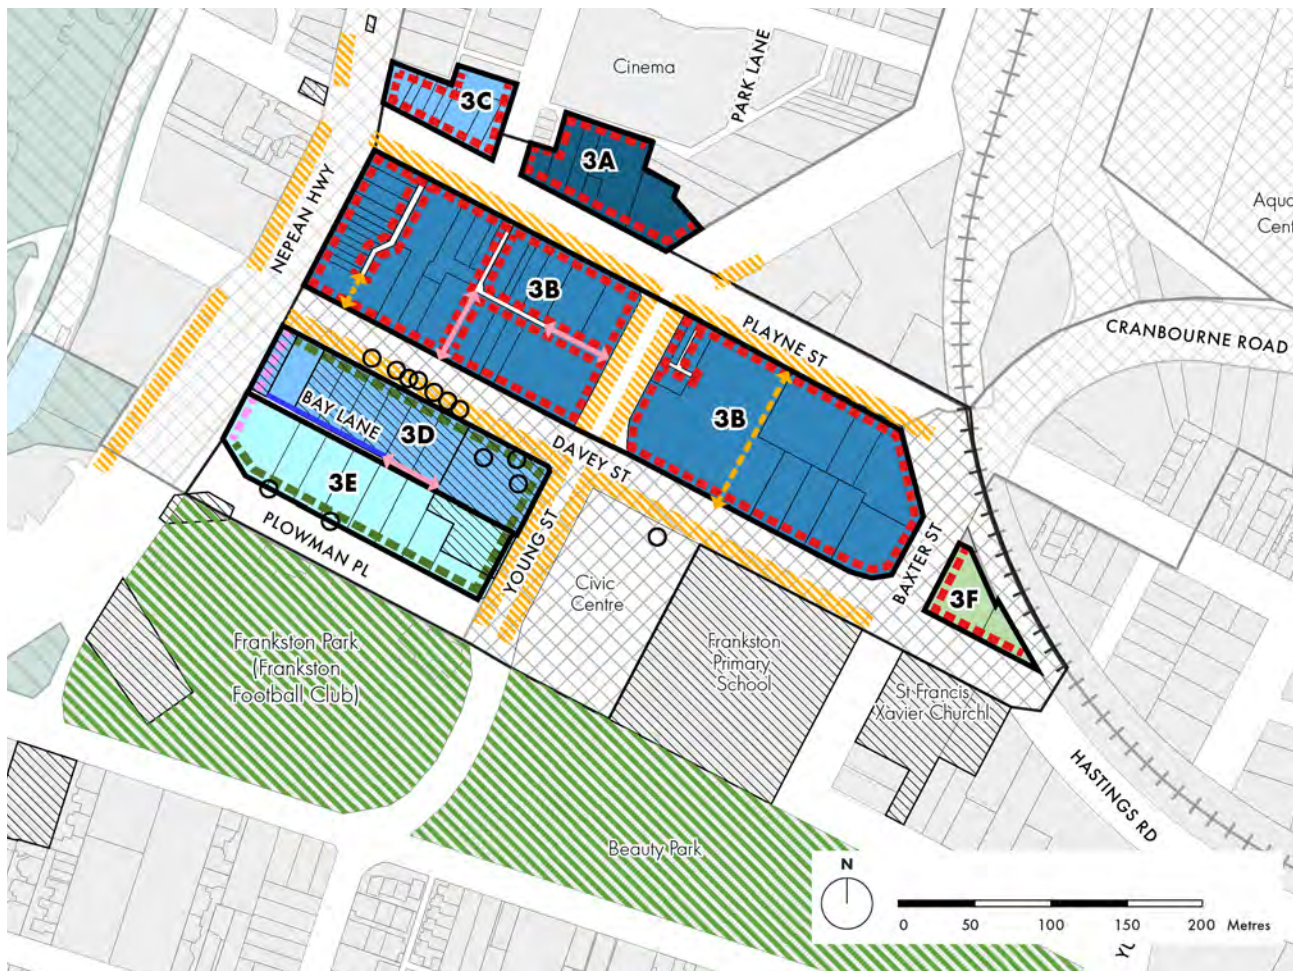 Cinema
PARK LANE
3C
3A
NEPEAN HWY
Aquc
Cent
3B
PLAYNE ST
CRANBOURNE ROAD
3B
BAY LANE
3D
DAVEY ST
3E
PLOWMAN PL
YOUNG ST
BAXTER ST
Civic
Centre
3F
Frankston Park
(Frankston
Football Club)
Frankston
Primary
School
St Francis
Xavier Churchl
HASTINGS RD
Beauty Park
N
0 50 100 150 200 Metres